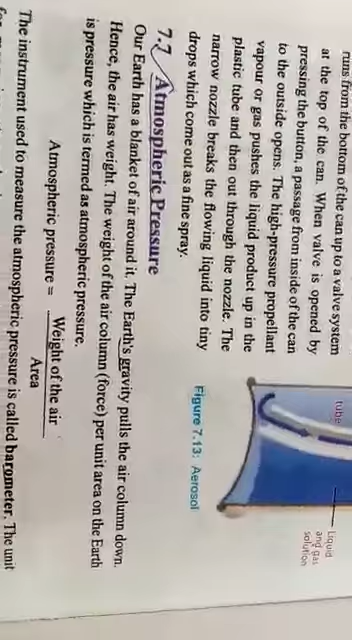 runs from the bottom of the can up to a valve system
at the top of the can. When valve is opened by
pressing the button, a passage from inside of the can
to the outside opens. The high-pressure propellant
vapour or gas pushes the liquid product up in the
plastic tube and then out through the nozzle. The
narrow nozzle breaks the flowing liquid into tiny
drops which come out as a fine spray.
tube
Liquid
and gas
solution
Figure 7.13: Aerosol
7.7 Atmospheric Pressure
Our Earth has a blanket of air around it. The Earth's gravity pulls the air column down.
Hence, the air has weight. The weight of the air column (force) per unit area on the Earth
is pressure which is termed as atmospheric pressure.
Atmospheric pressure = Weight of the air
Area
The instrument used to measure the atmospheric pressure is called barometer. The unit